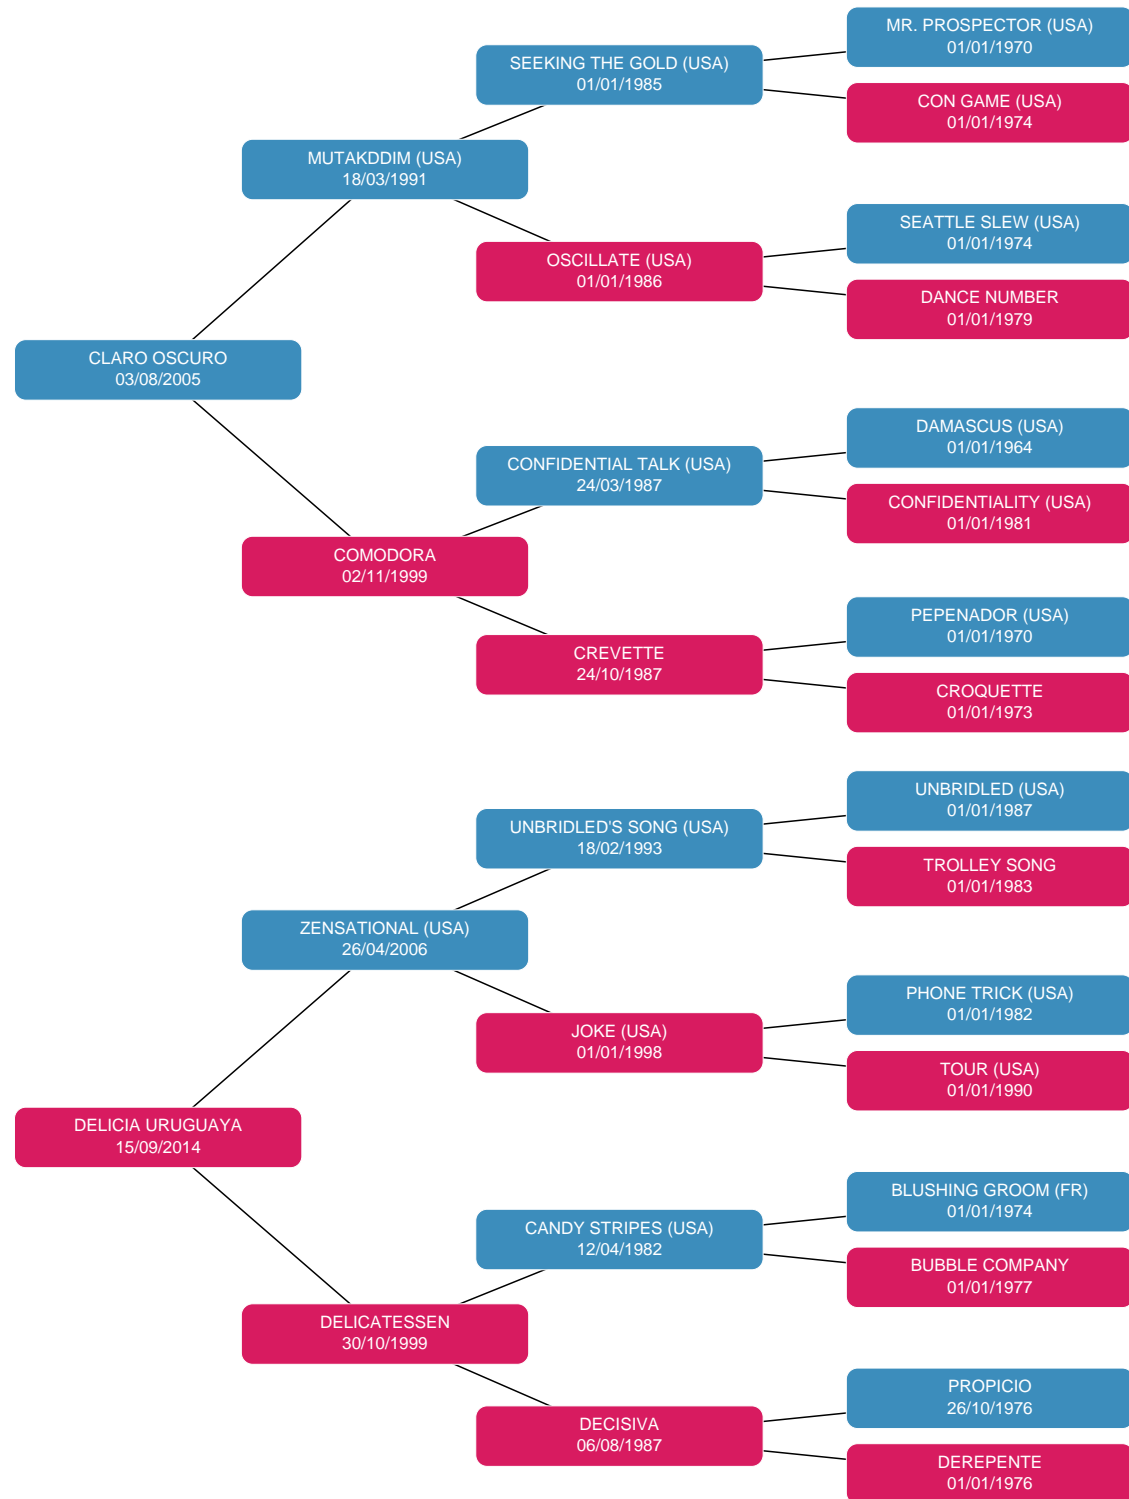 MR. PROSPECTOR (USA)
01/01/1970
SEEKING THE GOLD (USA)
01/01/1985
CON GAME (USA)
01/01/1974
MUTAKDDIM (USA)
18/03/1991
SEATTLE SLEW (USA)
01/01/1974
OSCILLATE (USA)
01/01/1986
DANCE NUMBER
01/01/1979
CLARO OSCURO
03/08/2005
DAMASCUS (USA)
01/01/1964
CONFIDENTIAL TALK (USA)
24/03/1987
CONFIDENTIALITY (USA)
01/01/1981
COMODORA
02/11/1999
PEPENADOR (USA)
01/01/1970
CREVETTE
24/10/1987
CROQUETTE
01/01/1973
UNBRIDLED (USA)
01/01/1987
UNBRIDLED'S SONG (USA)
18/02/1993
TROLLEY SONG
01/01/1983
ZENSATIONAL (USA)
26/04/2006
PHONE TRICK (USA)
01/01/1982
JOKE (USA)
01/01/1998
TOUR (USA)
01/01/1990
DELICIA URUGUAYA
15/09/2014
BLUSHING GROOM (FR)
01/01/1974
CANDY STRIPES (USA)
12/04/1982
BUBBLE COMPANY
01/01/1977
DELICATESSEN
30/10/1999
PROPICIO
26/10/1976
DECISIVA
06/08/1987
DEREPENTE
01/01/1976